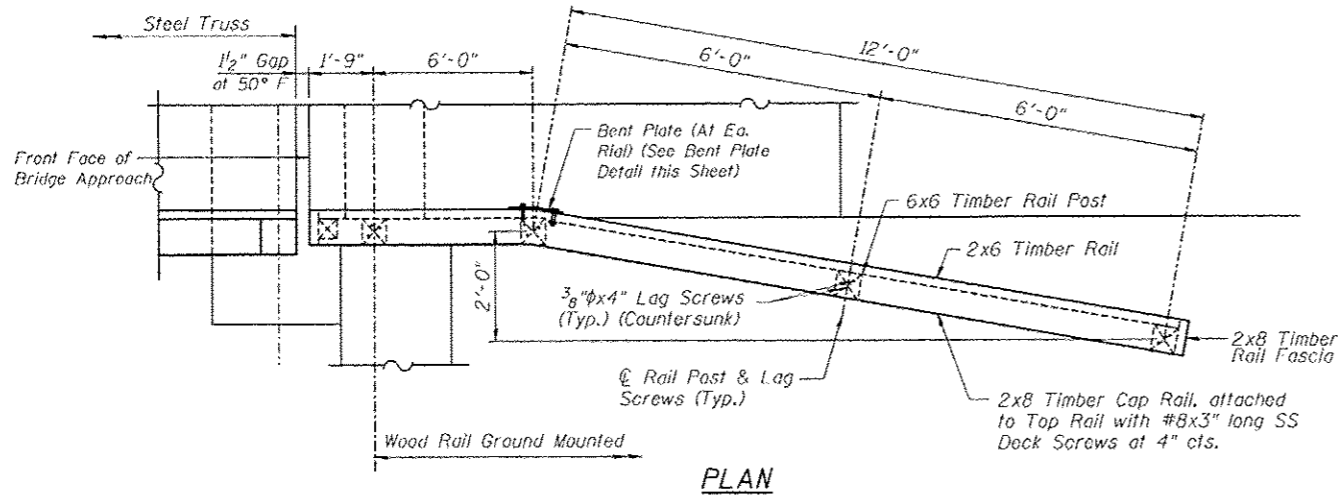 Steel Truss
1½" Gap
at 50° F
1'-9"
6'-0"
12'-0"
6'-0"
6'-0"
Front Face of
Bridge Approach
Bent Plate (At Ea.
Rial) (See Bent Plate
Detail this Sheet)
6x6 Timber Rail Post
2x6 Timber Rail
2'-0"
⅜"ϕx4" Lag Screws
(Typ.) (Countersunk)
℄ Rail Post & Lag
Screws (Typ.)
2x8 Timber
Rail Fascia
2x8 Timber Cap Rail, attached
to Top Rail with #8x3" long SS
Deck Screws at 4" cts.
Wood Rail Ground Mounted
PLAN